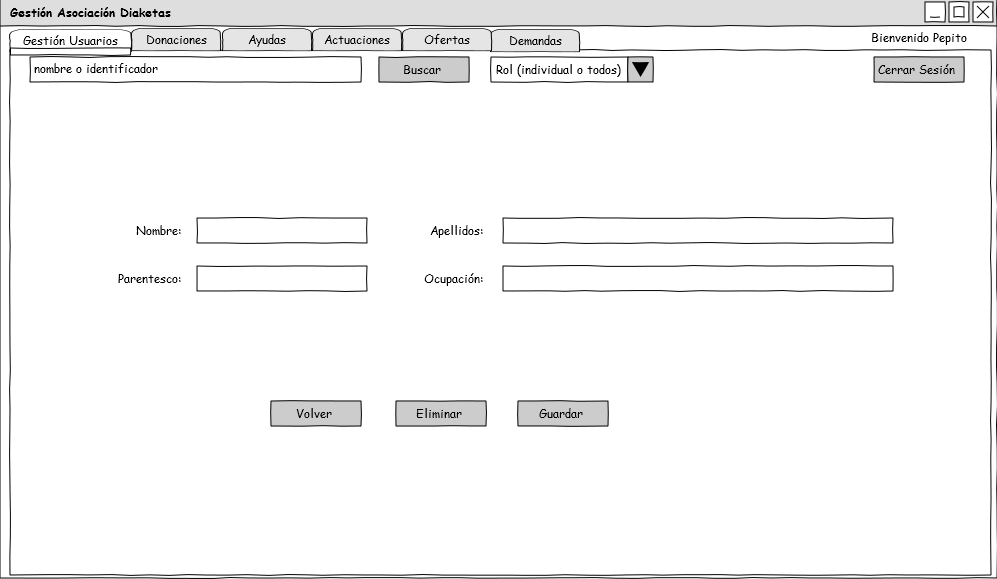 Gestión Asociación Diaketas
Gestión Usuarios Donaciones Ayudas Actuaciones Ofertas Demandas Bienvenido Pepito
nombre o identificador Buscar Rol (individual o todos) Cerrar Sesión
Nombre: Apellidos:
Parentesco: Ocupación:
Volver Eliminar Guardar